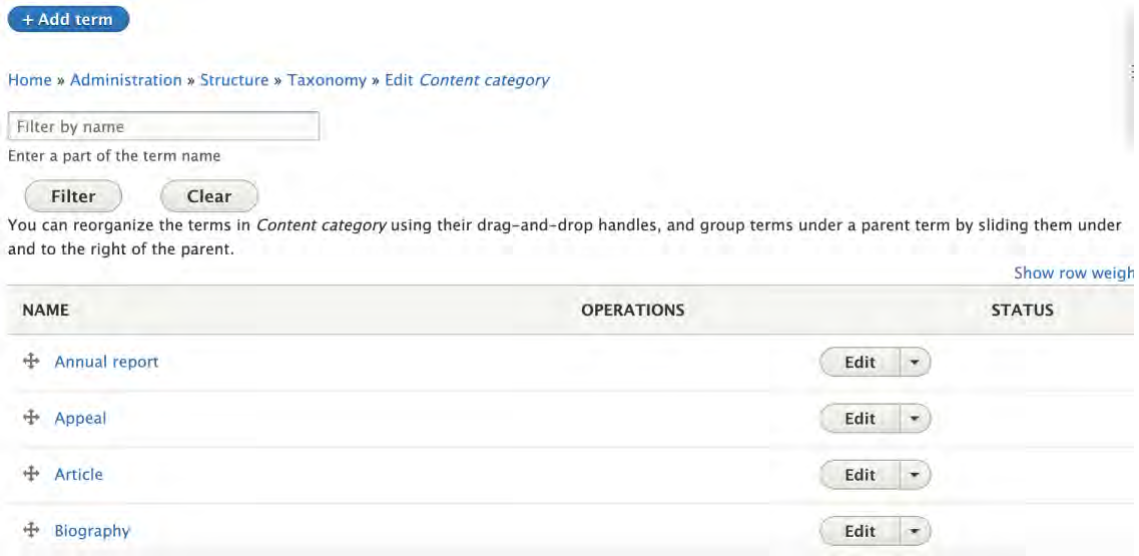 + Add term
Home » Administration » Structure » Taxonomy » Edit Content category
Filter by name
Enter a part of the term name
Filter Clear
You can reorganize the terms in Content category using their drag-and-drop handles, and group terms under a parent term by sliding them under
and to the right of the parent.
Show row weigh
NAME OPERATIONS STATUS
Annual report Edit
Appeal Edit
Article Edit
Biography Edit